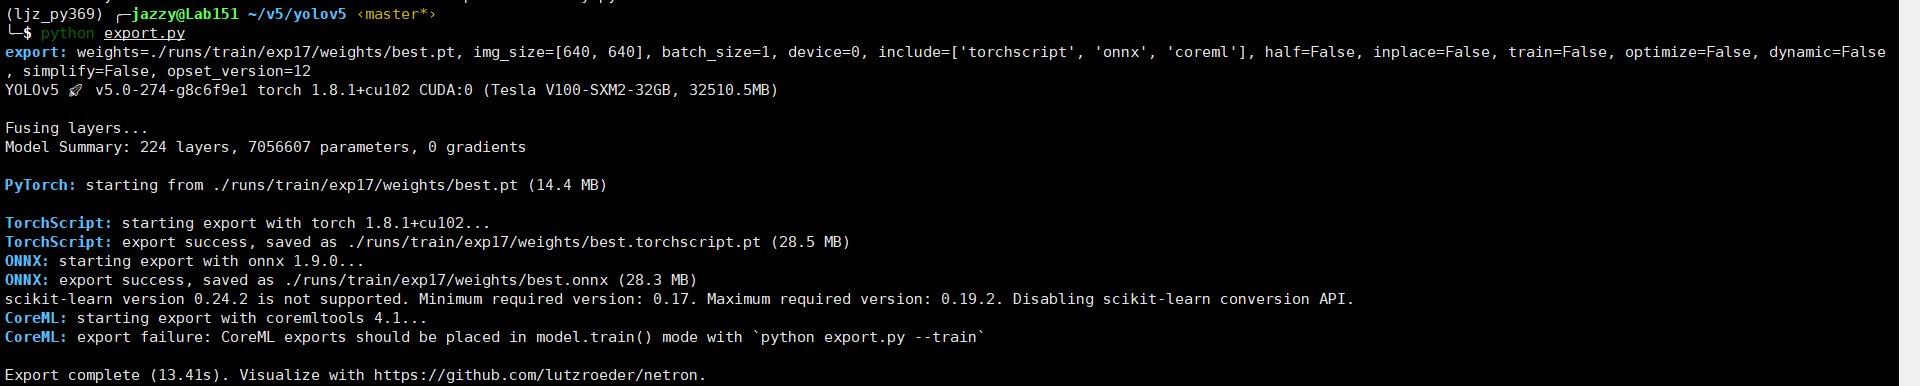 (ljz_py369) ╭─jazzy@Lab151 ~/v5/yolov5 ‹master*›
╰─$ python export.py
export: weights=./runs/train/exp17/weights/best.pt, img_size=[640, 640], batch_size=1, device=0, include=['torchscript', 'onnx', 'coreml'], half=False, inplace=False, train=False, optimize=False, dynamic=False
, simplify=False, opset_version=12
YOLOv5 🚀 v5.0-274-g8c6f9e1 torch 1.8.1+cu102 CUDA:0 (Tesla V100-SXM2-32GB, 32510.5MB)
Fusing layers...
Model Summary: 224 layers, 7056607 parameters, 0 gradients
PyTorch: starting from ./runs/train/exp17/weights/best.pt (14.4 MB)
TorchScript: starting export with torch 1.8.1+cu102...
TorchScript: export success, saved as ./runs/train/exp17/weights/best.torchscript.pt (28.5 MB)
ONNX: starting export with onnx 1.9.0...
ONNX: export success, saved as ./runs/train/exp17/weights/best.onnx (28.3 MB)
scikit-learn version 0.24.2 is not supported. Minimum required version: 0.17. Maximum required version: 0.19.2. Disabling scikit-learn conversion API.
CoreML: starting export with coremltools 4.1...
CoreML: export failure: CoreML exports should be placed in model.train() mode with `python export.py --train`
Export complete (13.41s). Visualize with https://github.com/lutzroeder/netron.